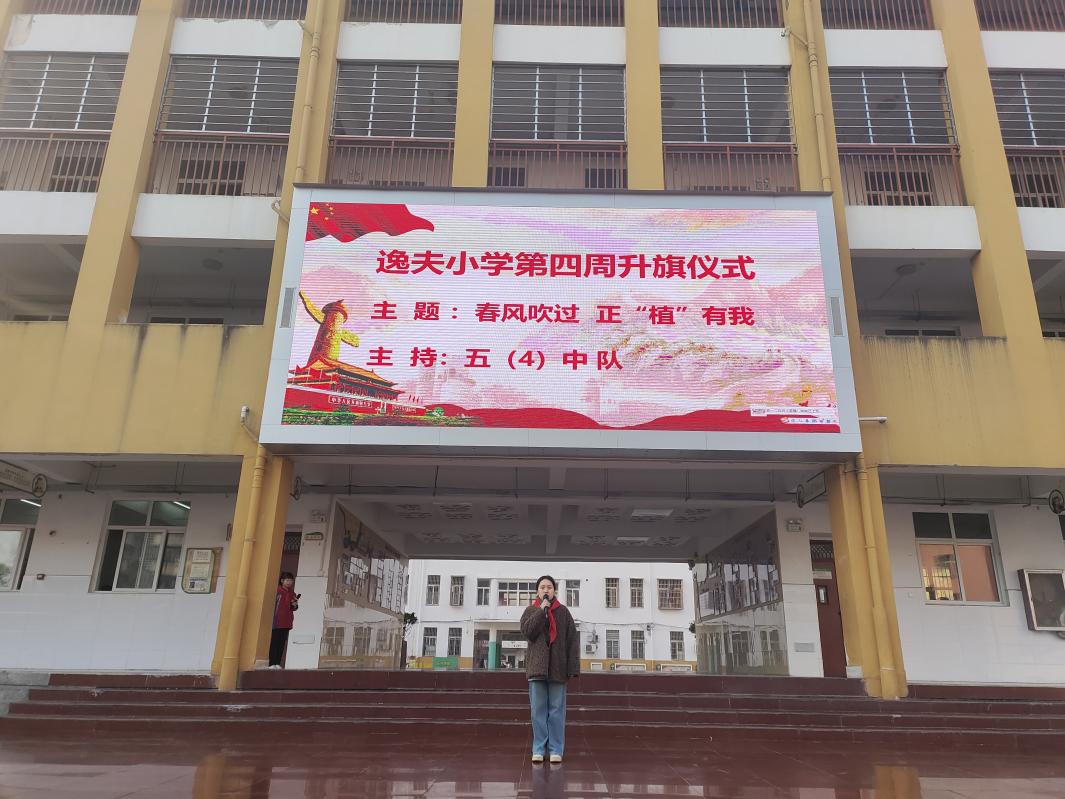 逸夫小学第四周升旗仪式
主 题：春风吹过 正“植”有我
主 持：五（4）中队